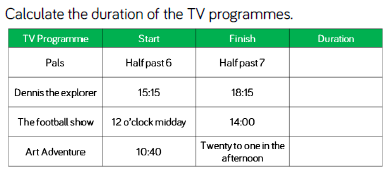 Calculate the duration of the TV programmes.
TV Programme Start Finish Duration
Pals Half past 6 Half past 7
Dennis the explorer 15:15 18:15
The football show 12 o'clock midday 14:00
Art Adventure 10:40 Twenty to one in the
afternoon